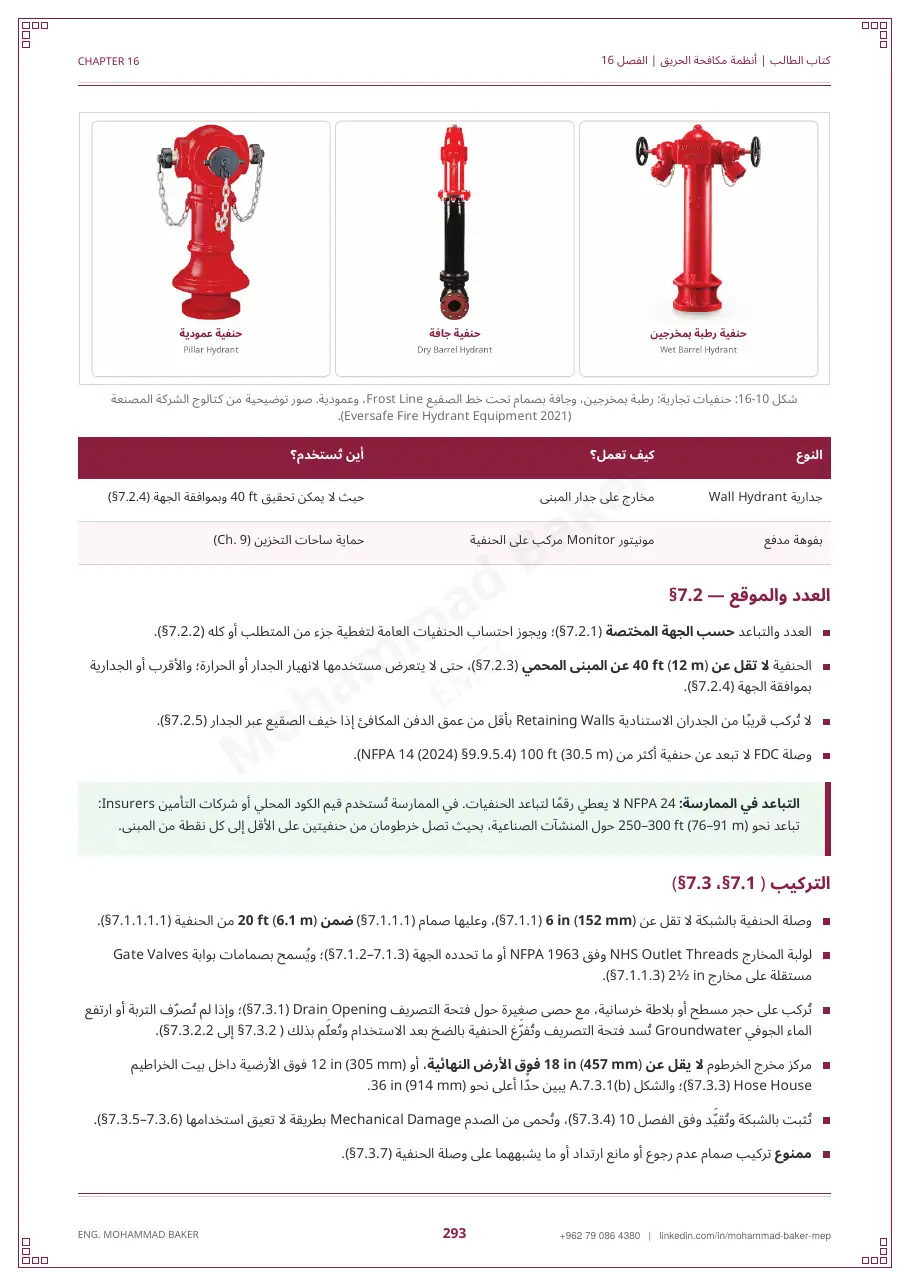 كتاب الطالب | أنظمة مكافحة الحريق | الفصل 16
CHAPTER 16
حنفية رطبة بمخرجين
Wet Barrel Hydrant
حنفية جافة
Dry Barrel Hydrant
حنفية عمودية
Pillar Hydrant
شكل 10-16: حنفيات تجارية: رطبة بمخرجين، وجافة بصمام تحت خط الصقيع Frost Line، وعمودية. صور توضيحية من كتالوج الشركة المصنعة
(Eversafe Fire Hydrant Equipment 2021).
النوع كيف تعمل؟ أين تُستخدم؟
جدارية Wall Hydrant مخارج على جدار المبنى حيث لا يمكن تحقيق 40 ft وبموافقة الجهة (§7.2.4)
بفوهة مدفع مونيتور Monitor مركب على الحنفية حماية ساحات التخزين (Ch. 9)
العدد والموقع — §7.2
العدد والتباعد حسب الجهة المختصة (§7.2.1)؛ ويجوز احتساب الحنفيات العامة لتغطية جزء من المتطلب أو كله (§7.2.2).
الحنفية لا تقل عن 40 ft (12 m) عن المبنى المحمي (§7.2.3)، حتى لا يتعرض مستخدمها لانهيار الجدار أو الحرارة؛ والأقرب أو الجدارية
بموافقة الجهة (§7.2.4).
لا تُركب قريبًا من الجدران الاستنادية Retaining Walls بأقل من عمق الدفن المكافئ إذا خيف الصقيع عبر الجدار (§7.2.5).
وصلة FDC لا تبعد عن حنفية أكثر من 100 ft (30.5 m) (NFPA 14 (2024) §9.9.5.4).
التباعد في الممارسة: NFPA 24 لا يعطي رقمًا لتباعد الحنفيات. في الممارسة تُستخدم قيم الكود المحلي أو شركات التأمين Insurers:
تباعد نحو 250–300 ft (76–91 m) حول المنشآت الصناعية، بحيث تصل خرطومان من حنفيتين على الأقل إلى كل نقطة من المبنى.
التركيب ( §7.1، §7.3)
وصلة الحنفية بالشبكة لا تقل عن 6 in (152 mm) (§7.1.1)، وعليها صمام (§7.1.1.1) ضمن 20 ft (6.1 m) من الحنفية (§7.1.1.1.1).
لولبة المخارج NHS Outlet Threads وفق NFPA 1963 أو ما تحدده الجهة (§7.1.2–7.1.3)؛ ويُسمح بصمامات بوابة Gate Valves
مستقلة على مخارج 2½ in (§7.1.1.3).
تُركب على حجر مسطح أو بلاطة خرسانية، مع حصى صغيرة حول فتحة التصريف Drain Opening (§7.3.1)؛ وإذا لم تُصرّف التربة أو ارتفع
الماء الجوفي Groundwater تُسد فتحة التصريف وتُفرَّغ الحنفية بالضخ بعد الاستخدام وتُعلَّم بذلك ( §7.3.2 إلى §7.3.2.2).
مركز مخرج الخرطوم لا يقل عن 18 in (457 mm) فوق الأرض النهائية، أو 12 in (305 mm) فوق الأرضية داخل بيت الخراطيم
Hose House (§7.3.3)؛ والشكل A.7.3.1(b) يبين حدًا أعلى نحو 36 in (914 mm).
تُثبت بالشبكة وتُقيَّد وفق الفصل 10 (§7.3.4)، وتُحمى من الصدم Mechanical Damage بطريقة لا تعيق استخدامها (§7.3.5–7.3.6).
ممنوع تركيب صمام عدم رجوع أو مانع ارتداد أو ما يشبههما على وصلة الحنفية (§7.3.7).
Mohammad Baker
EMEC
ENG. MOHAMMAD BAKER
293
+962 79 086 4380 | linkedin.com/in/mohammad-baker-mep